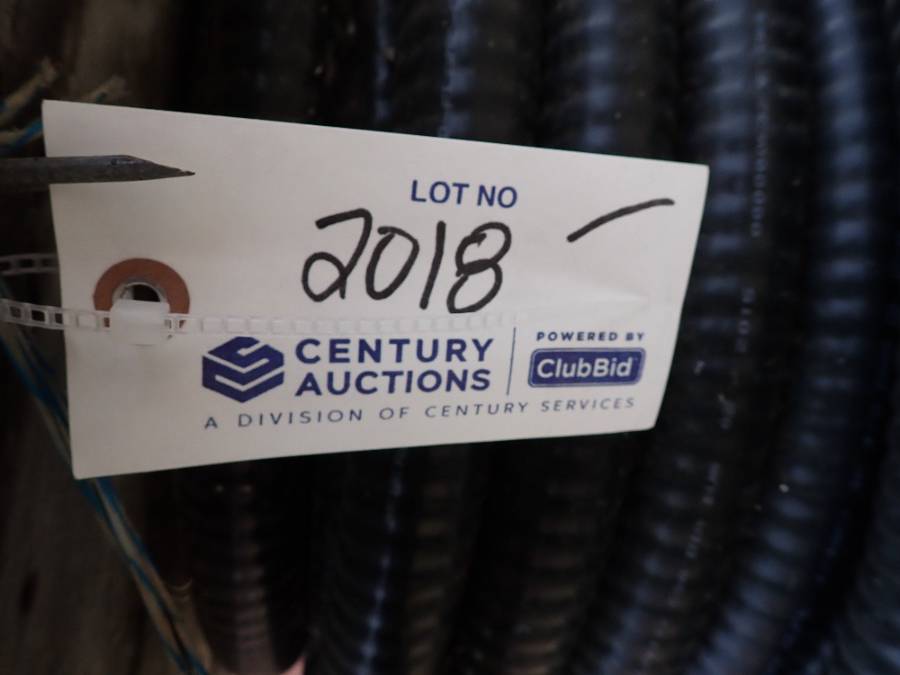 LOT NO
2018 —
CENTURY
AUCTIONS
POWERED BY
ClubBid
A DIVISION OF CENTURY SERVICES